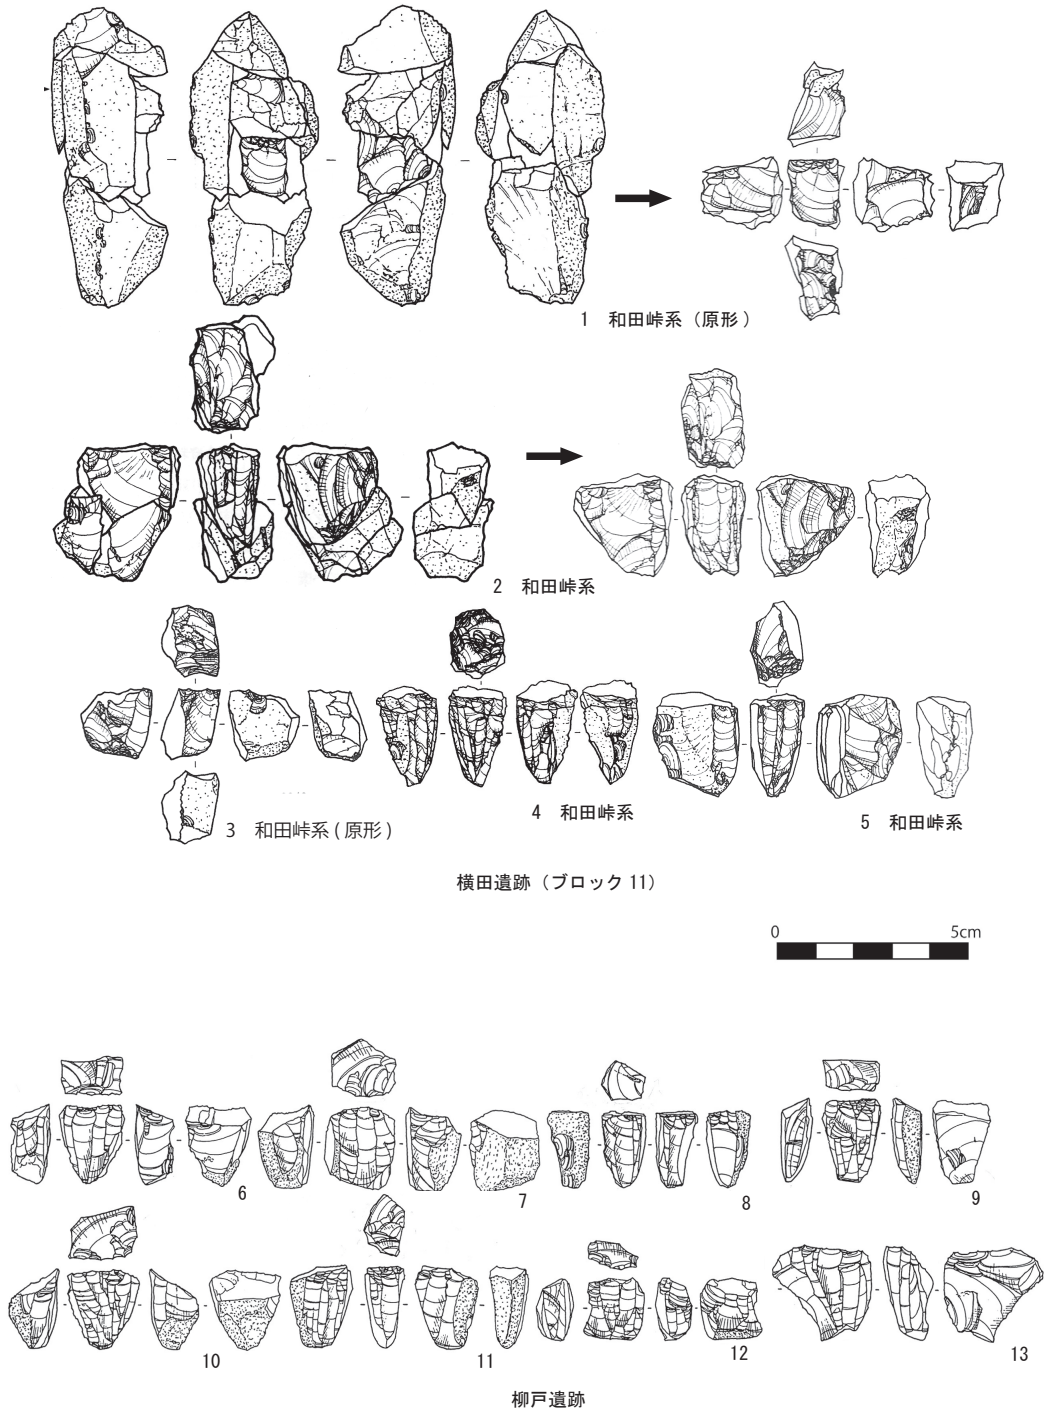 1 和田峠系（原形）
2 和田峠系
3 和田峠系(原形)
4 和田峠系
5 和田峠系
横田遺跡（ブロック 11）
0 5cm
6
7
8
9
10
11
12
13
柳戸遺跡